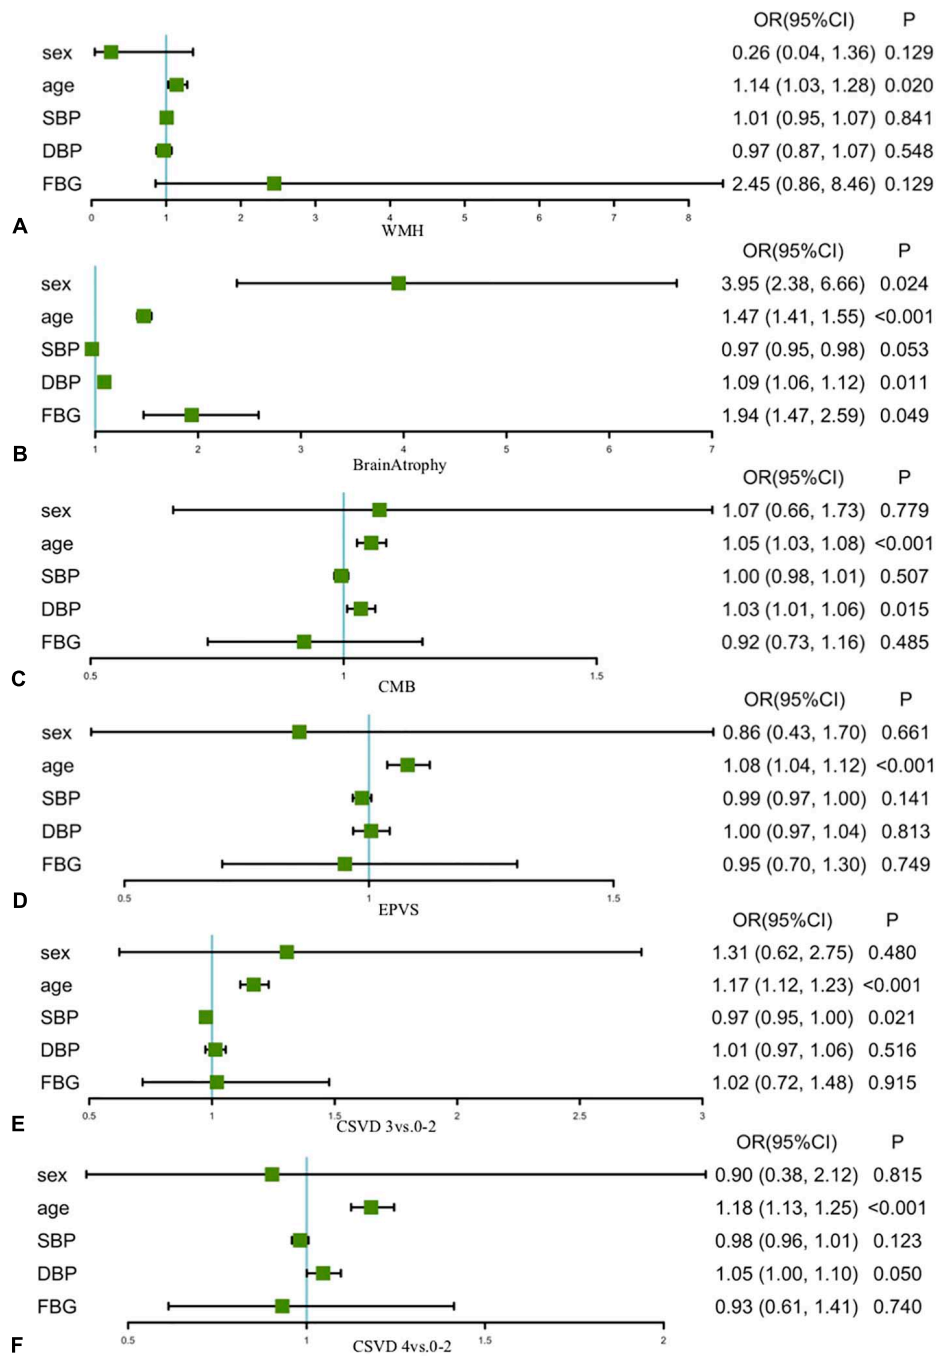 OR(95%CI) P
sex 0.26 (0.04, 1.36) 0.129
age 1.14 (1.03, 1.28) 0.020
SBP 1.01 (0.95, 1.07) 0.841
DBP 0.97 (0.87, 1.07) 0.548
FBG 2.45 (0.86, 8.46) 0.129
0 1 2 3 4 5 6 7 8
A WMH
OR(95%CI) P
sex 3.95 (2.38, 6.66) 0.024
age 1.47 (1.41, 1.55) <0.001
SBP 0.97 (0.95, 0.98) 0.053
DBP 1.09 (1.06, 1.12) 0.011
FBG 1.94 (1.47, 2.59) 0.049
1 2 3 4 5 6 7
B BrainAtrophy
OR(95%CI) P
sex 1.07 (0.66, 1.73) 0.779
age 1.05 (1.03, 1.08) <0.001
SBP 1.00 (0.98, 1.01) 0.507
DBP 1.03 (1.01, 1.06) 0.015
FBG 0.92 (0.73, 1.16) 0.485
0.5 1 1.5
C CMB
OR(95%CI) P
sex 0.86 (0.43, 1.70) 0.661
age 1.08 (1.04, 1.12) <0.001
SBP 0.99 (0.97, 1.00) 0.141
DBP 1.00 (0.97, 1.04) 0.813
FBG 0.95 (0.70, 1.30) 0.749
0.5 1 1.5
D EPVS
OR(95%CI) P
sex 1.31 (0.62, 2.75) 0.480
age 1.17 (1.12, 1.23) <0.001
SBP 0.97 (0.95, 1.00) 0.021
DBP 1.01 (0.97, 1.06) 0.516
FBG 1.02 (0.72, 1.48) 0.915
0.5 1 1.5 2 2.5 3
E CSVD 3vs.0-2
OR(95%CI) P
sex 0.90 (0.38, 2.12) 0.815
age 1.18 (1.13, 1.25) <0.001
SBP 0.98 (0.96, 1.01) 0.123
DBP 1.05 (1.00, 1.10) 0.050
FBG 0.93 (0.61, 1.41) 0.740
0.5 1 1.5 2
F CSVD 4vs.0-2